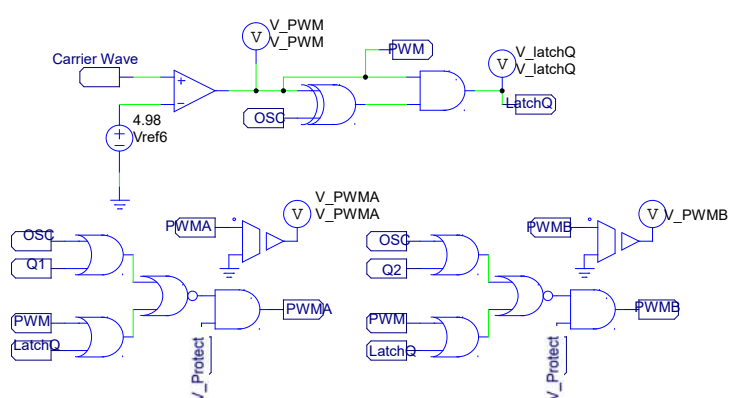 V_PWM
V_PWM
Carrier Wave
PWM
V_latchQ
V_latchQ
V
V
+
-
OSC
LatchQ
4.98
Vref6
+
-
V_PWMA
V_PWMA
V
PWMA
V
V_PWMB
PWMB
OSC
Q1
PWM
LatchQ
PWMA
V_Protect
OSC
Q2
PWM
LatchQ
PWMB
V_Protect